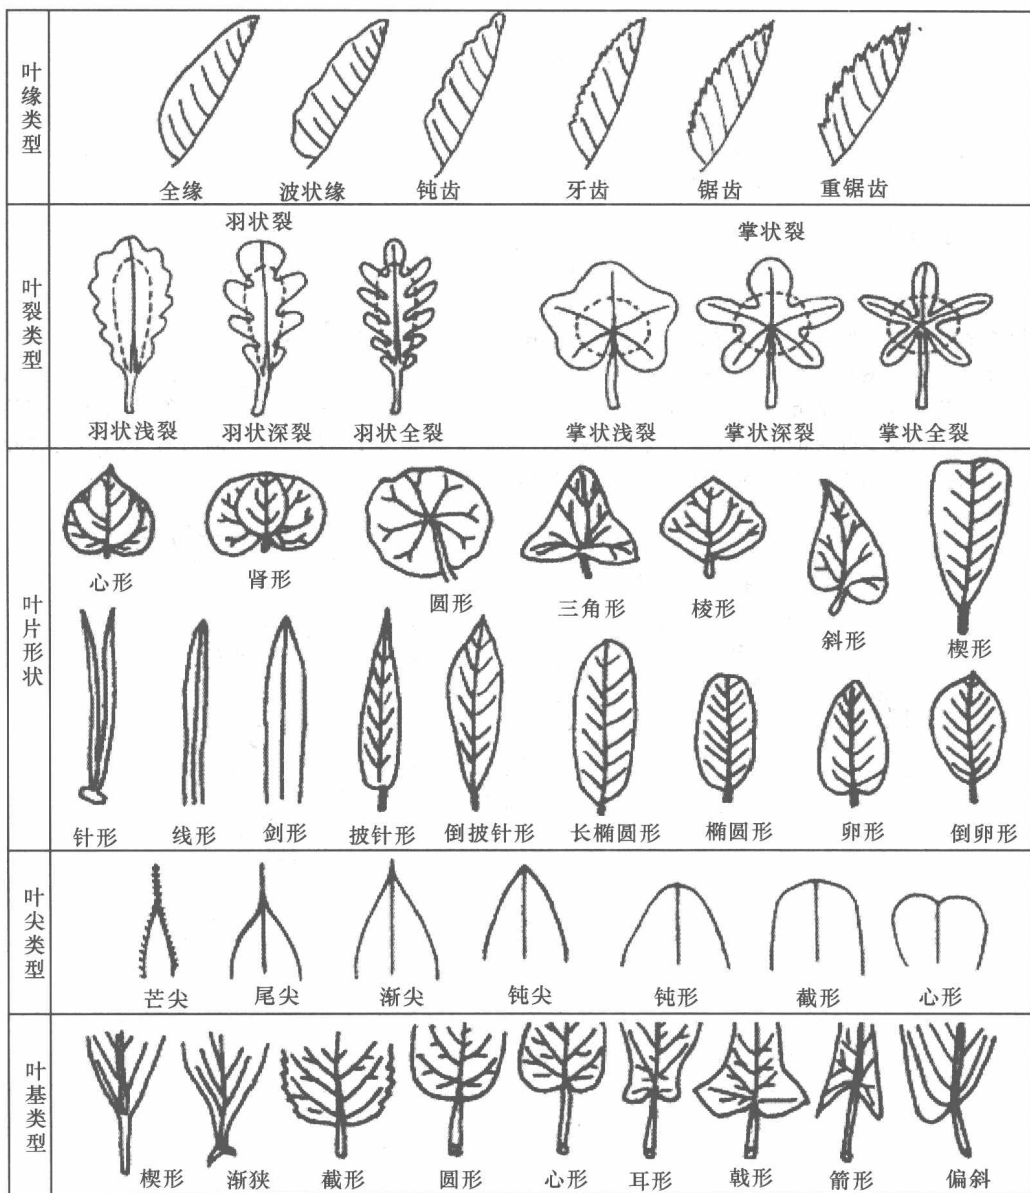 叶缘类型
全缘 波状缘 钝齿 牙齿 锯齿 重锯齿
叶裂类型
羽状裂 掌状裂
羽状浅裂 羽状深裂 羽状全裂 掌状浅裂 掌状深裂 掌状全裂
叶片形状
心形 肾形 圆形 三角形 棱形 斜形 楔形
针形 线形 剑形 披针形 倒披针形 长椭圆形 椭圆形 卵形 倒卵形
叶尖类型
芒尖 尾尖 渐尖 钝尖 钝形 截形 心形
叶基类型
楔形 渐狭 截形 圆形 心形 耳形 戟形 箭形 偏斜